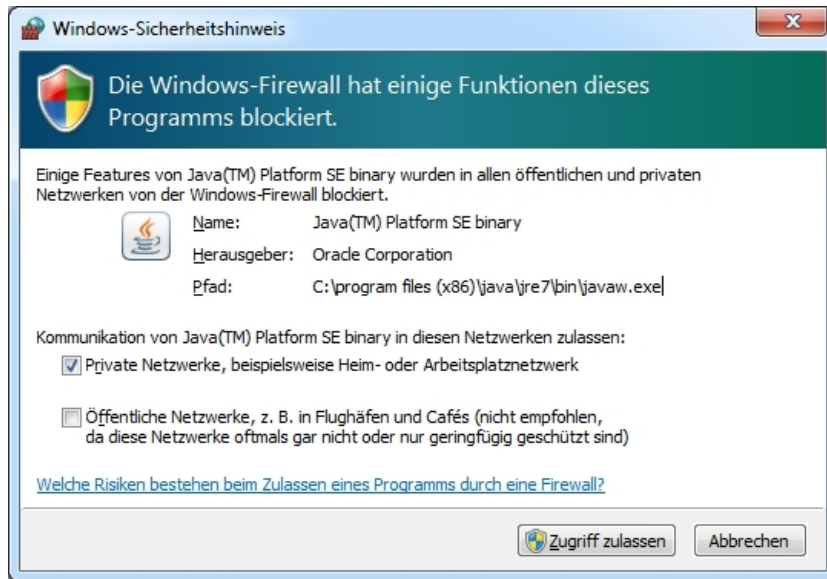 Windows-Sicherheitshinweis
Die Windows-Firewall hat einige Funktionen dieses
Programms blockiert.
Einige Features von Java(TM) Platform SE binary wurden in allen öffentlichen und privaten
Netzwerken von der Windows-Firewall blockiert.
Name: Java(TM) Platform SE binary
Herausgeber: Oracle Corporation
Pfad: C:\program files (x86)\java\jre7\bin\javaw.exe
Kommunikation von Java(TM) Platform SE binary in diesen Netzwerken zulassen:
Private Netzwerke, beispielsweise Heim- oder Arbeitsplatznetzwerk
Öffentliche Netzwerke, z. B. in Flughäfen und Cafés (nicht empfohlen,
da diese Netzwerke oftmals gar nicht oder nur geringfügig geschützt sind)
Welche Risiken bestehen beim Zulassen eines Programms durch eine Firewall?
Zugriff zulassen Abbrechen